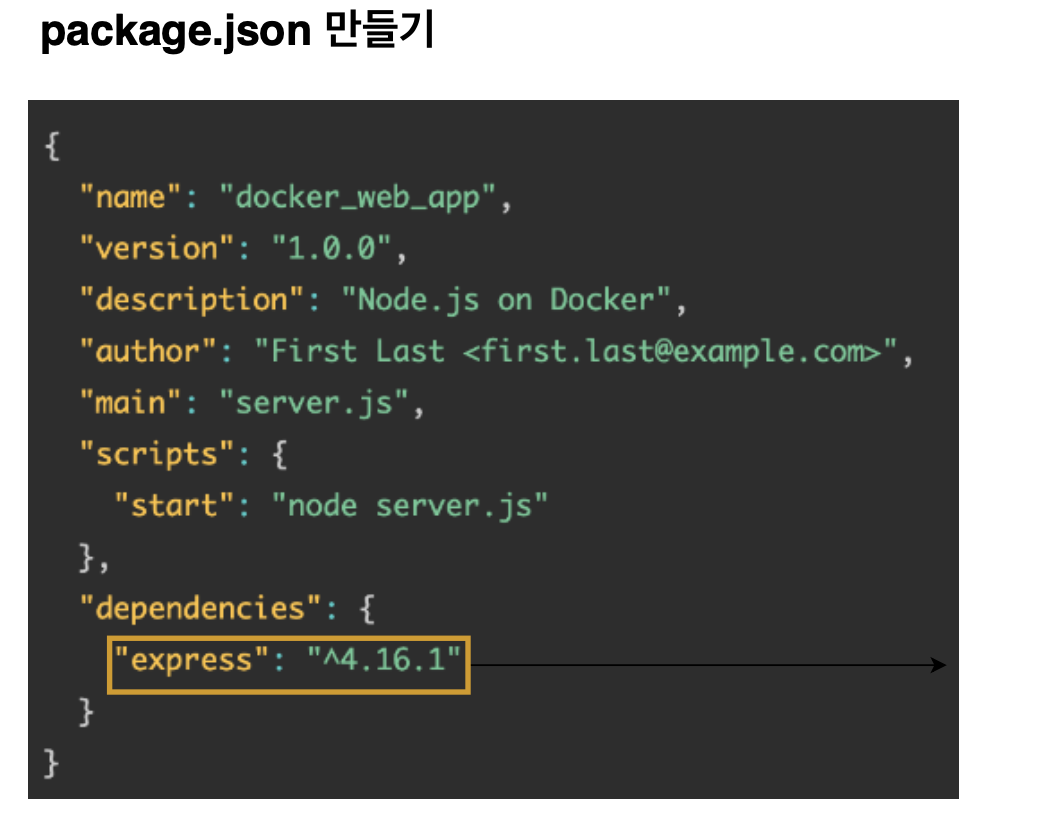 package.json 만들기
{
"name": "docker_web_app",
"version": "1.0.0",
"description": "Node.js on Docker",
"author": "First Last <first.last@example.com>",
"main": "server.js",
"scripts": {
"start": "node server.js"
},
"dependencies": {
"express": "^4.16.1"
}
}